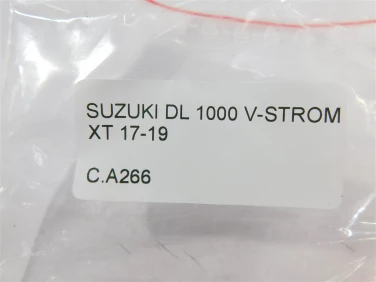 SUZUKI DL 1000 V-STROM
XT 17-19
C.A266